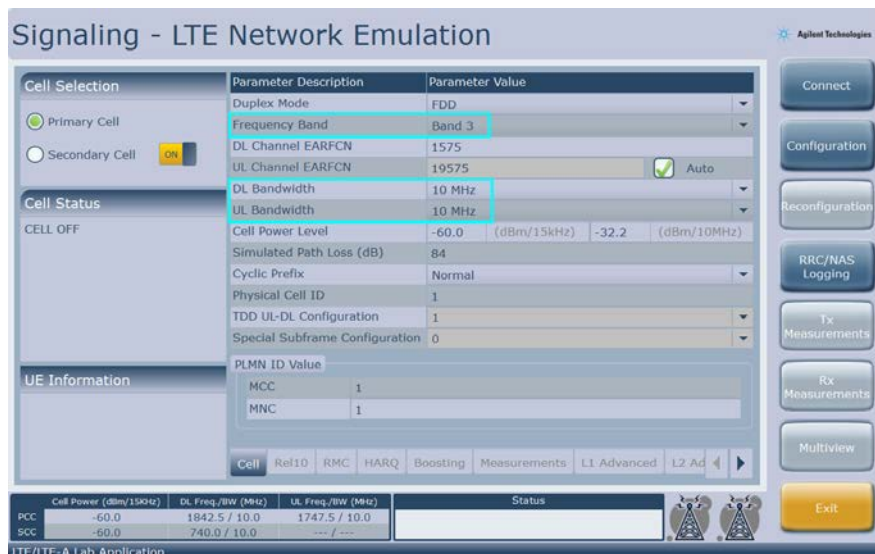 Signaling - LTE Network Emulation
Agilent Technologies
Cell Selection
Primary Cell
Secondary Cell ON
Cell Status
CELL OFF
UE Information
Parameter Description Parameter Value
Duplex Mode FDD
Frequency Band Band 3
DL Channel EARFCN 1575
UL Channel EARFCN 19575 Auto
DL Bandwidth 10 MHz
UL Bandwidth 10 MHz
Cell Power Level -60.0 (dBm/15kHz) -32.2 (dBm/10MHz)
Simulated Path Loss (dB) 84
Cyclic Prefix Normal
Physical Cell ID 1
TDD UL-DL Configuration 1
Special Subframe Configuration 0
PLMN ID Value
MCC 1
MNC 1
Cell Rel10 RMC HARQ Boosting Measurements L1 Advanced L2 Ad
Connect
Configuration
Reconfiguration
RRC/NAS
Logging
Tx
Measurements
Rx
Measurements
Multiview
Exit
Cell Power (dBm/15KHz) DL Freq./BW (MHz) UL Freq./BW (MHz) Status
PCC -60.0 1842.5 / 10.0 1747.5 / 10.0
SCC -60.0 740.0 / 10.0 --- / ---
LTE/LTE-A Lab Application